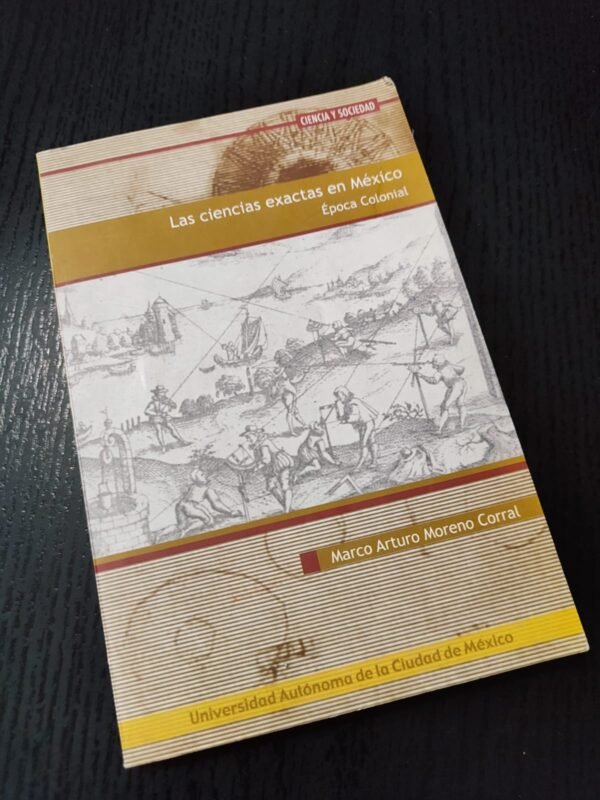 CIENCIA Y SOCIEDAD
Las ciencias exactas en México
Época Colonial
Marco Arturo Moreno Corral
Universidad Autónoma de la Ciudad de México